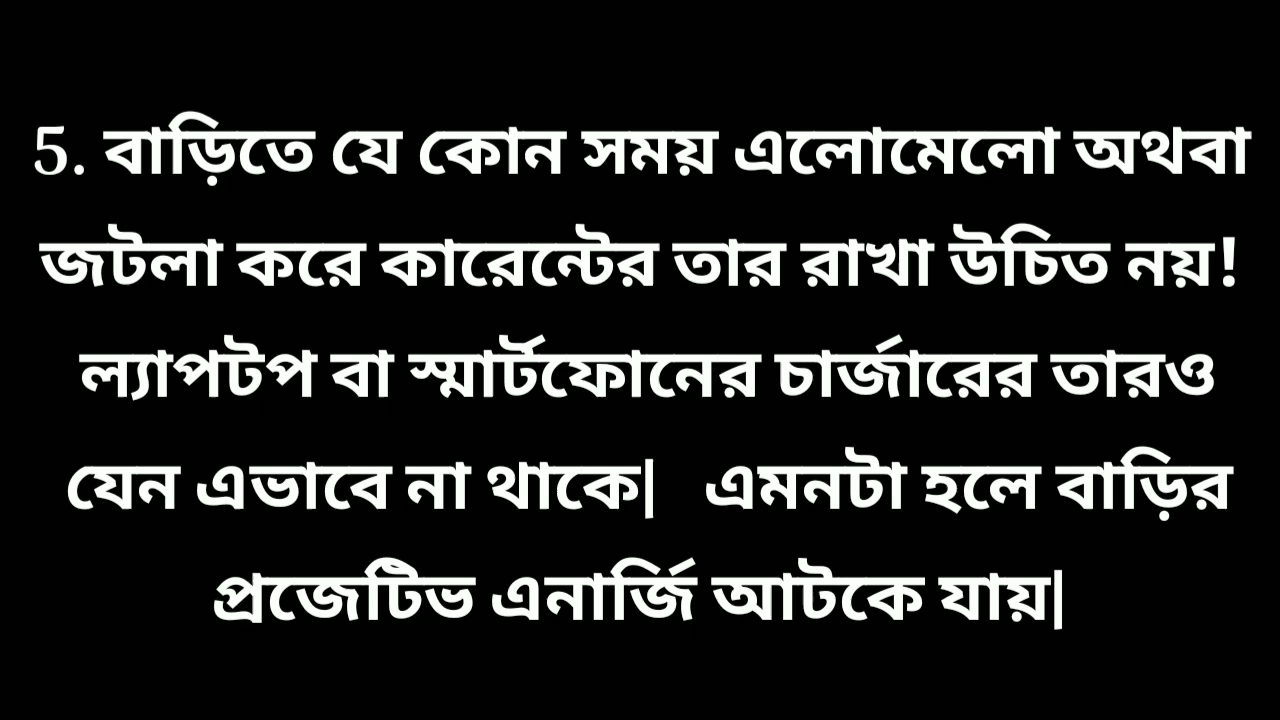 5. বাড়িতে যে কোন সময় এলোমেলো অথবা
জটলা করে কারেন্টের তার রাখা উচিত নয়!
ল্যাপটপ বা স্মার্টফোনের চার্জারের তারও
যেন এভাবে না থাকে| এমনটা হলে বাড়ির
প্রজেটিভ এনার্জি আটকে যায়|